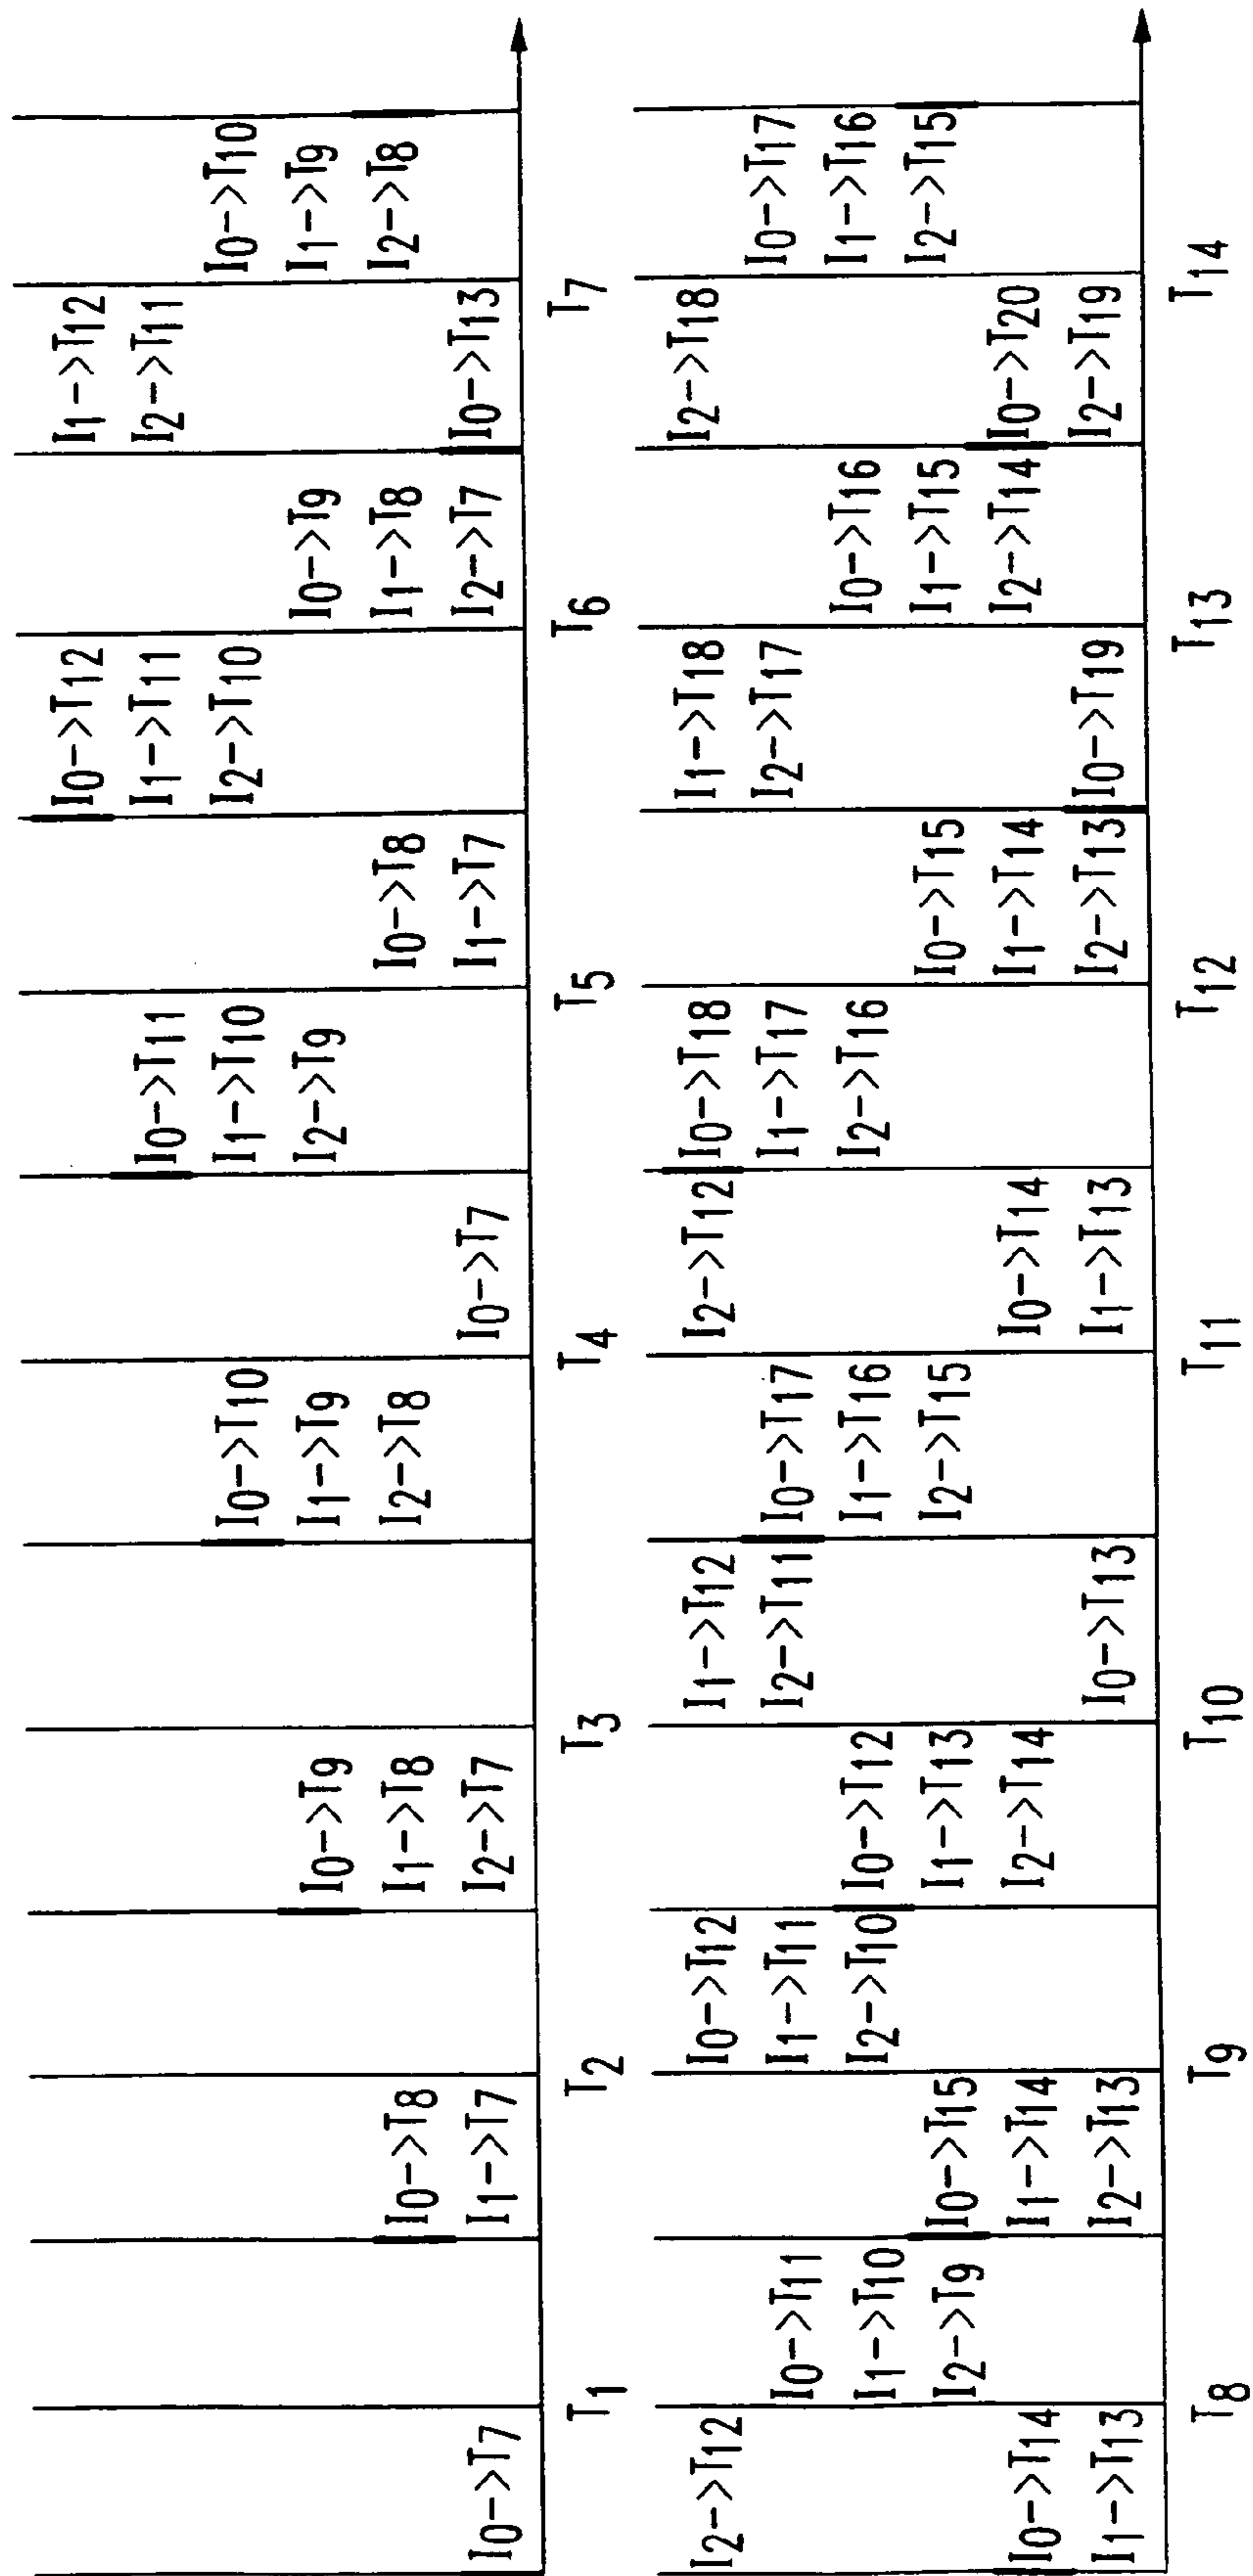 I0->T7
I0->T8
I1->T7
I0->T9
I1->T8
I2->T7
I0->T10
I1->T9
I2->T8
I0->T7
I0->T11
I1->T10
I2->T9
I0->T8
I1->T7
I0->T12
I1->T11
I2->T10
I0->T9
I1->T8
I2->T7
I1->T12
I2->T11
I0->T13
I0->T10
I1->T9
I2->T8
T1 T2 T3 T4 T5 T6 T7
I2->T12
I0->T14
I1->T13
I0->T11
I1->T10
I2->T9
I0->T15
I1->T14
I2->T13
I0->T12
I1->T11
I2->T10
I0->T12
I1->T13
I2->T14
I1->T12
I2->T11
I0->T13
I0->T17
I1->T16
I2->T15
I2->T12
I0->T14
I1->T13
I0->T18
I1->T17
I2->T16
I0->T15
I1->T14
I2->T13
I1->T18
I2->T17
I0->T19
I0->T16
I1->T15
I2->T14
I2->T18
I0->T20
I2->T19
I0->T17
I1->T16
I2->T15
T8 T9 T10 T11 T12 T13 T14